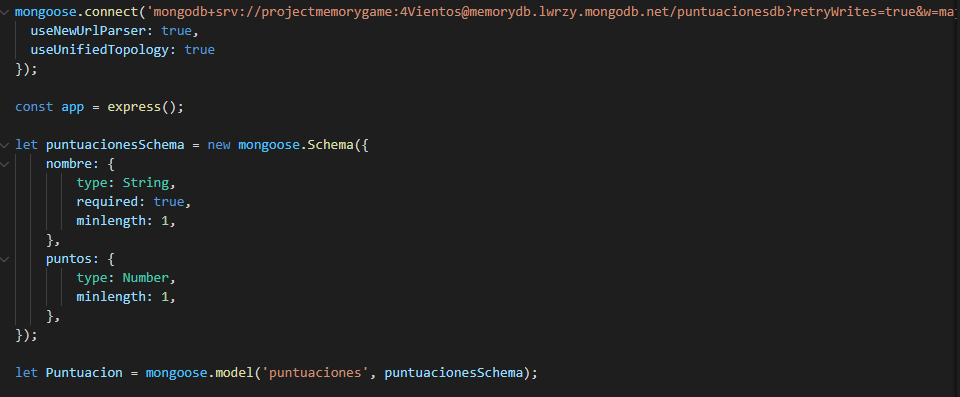 mongoose.connect('mongodb+srv://projectmemorygame:4Vientos@memorydb.lwrzy.mongodb.net/puntuacionesdb?retryWrites=true&w=ma
  useNewUrlParser: true,
  useUnifiedTopology: true
});

const app = express();

let puntuacionesSchema = new mongoose.Schema({
    nombre: {
        type: String,
        required: true,
        minlength: 1,
    },
    puntos: {
        type: Number,
        minlength: 1,
    },
});

let Puntuacion = mongoose.model('puntuaciones', puntuacionesSchema);